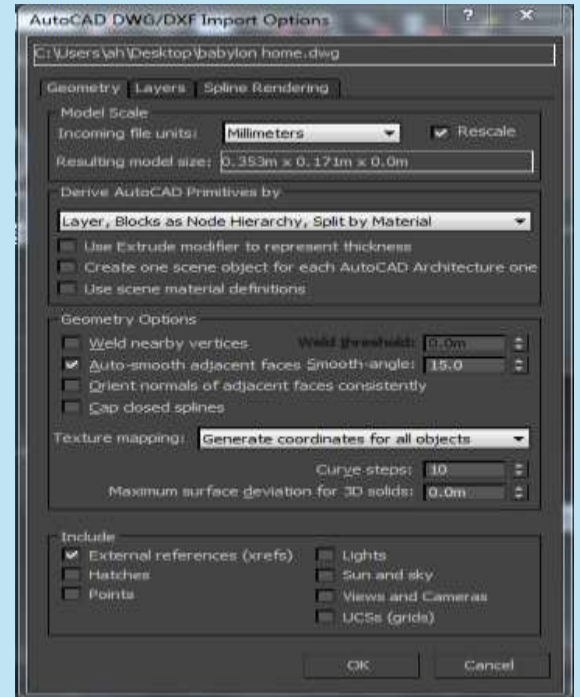 AutoCAD DWG/DXF Import Options
C:\Users\ah\Desktop\babylon home.dwg
Geometry Layers Spline Rendering
Model Scale
Incoming file units: Millimeters Rescale
Resulting model size: 0.353m x 0.171m x 0.0m
Derive AutoCAD Primitives by
Layer, Blocks as Node Hierarchy, Split by Material
Use Extrude modifier to represent thickness
Create one scene object for each AutoCAD Architecture one
Use scene material definitions
Geometry Options
Weld nearby vertices Weld threshold: 0.0m
Auto-smooth adjacent faces Smooth-angle: 15.0
Orient normals of adjacent faces consistently
Cap closed splines
Texture mapping: Generate coordinates for all objects
Curve steps: 10
Maximum surface deviation for 3D solids: 0.0m
Include
External references (xrefs) Lights
Hatches Sun and sky
Points Views and Cameras
UCSs (grids)
OK Cancel